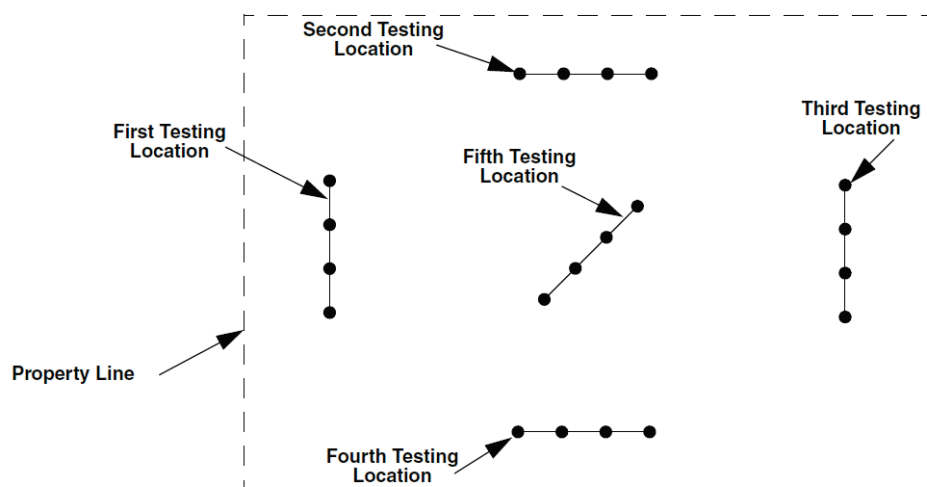 Second Testing
Location
First Testing
Location
Third Testing
Location
Fifth Testing
Location
Property Line
Fourth Testing
Location